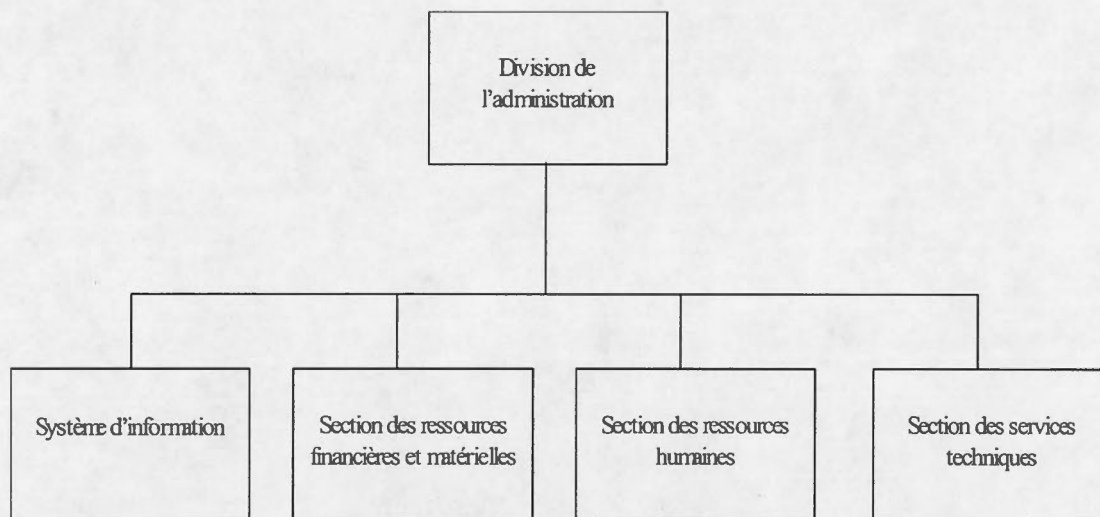 Division de
l'administration
Système d'information
Section des ressources
financières et matérielles
Section des ressources
humaines
Section des services
techniques